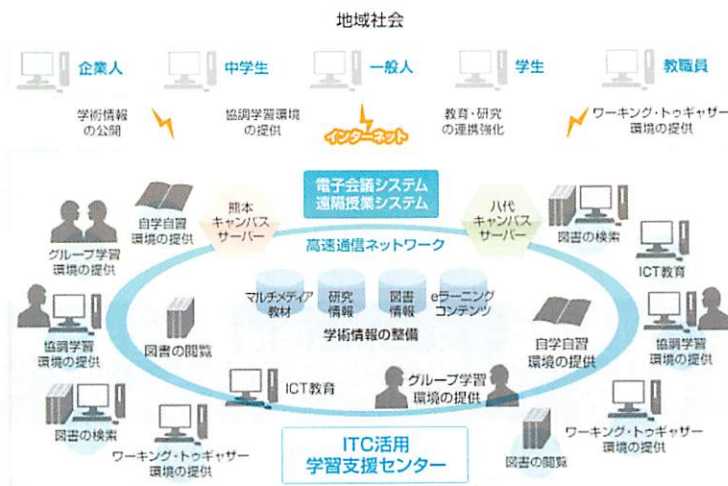 地域社会
企業人
中学生
一般人
学生
教職員
学術情報
の公開
協調学習環境
の提供
インターネット
教育・研究
の連携強化
ワーキング・トゥギャザー
環境の提供
電子会議システム
遠隔授業システム
熊本
キャンパス
サーバー
八代
キャンパス
サーバー
高速通信ネットワーク
自学自習
環境の提供
グループ学習
環境の提供
図書の検索
ICT教育
マルチメディア
教材
研究
情報
図書
情報
eラーニング
コンテンツ
学術情報の整備
協調学習
環境の提供
図書の閲覧
自学自習
環境の提供
協調学習
環境の提供
ICT教育
グループ学習
環境の提供
図書の検索
ワーキング・トゥギャザー
環境の提供
ITC活用
学習支援センター
図書の閲覧
ワーキング・トゥギャザー
環境の提供